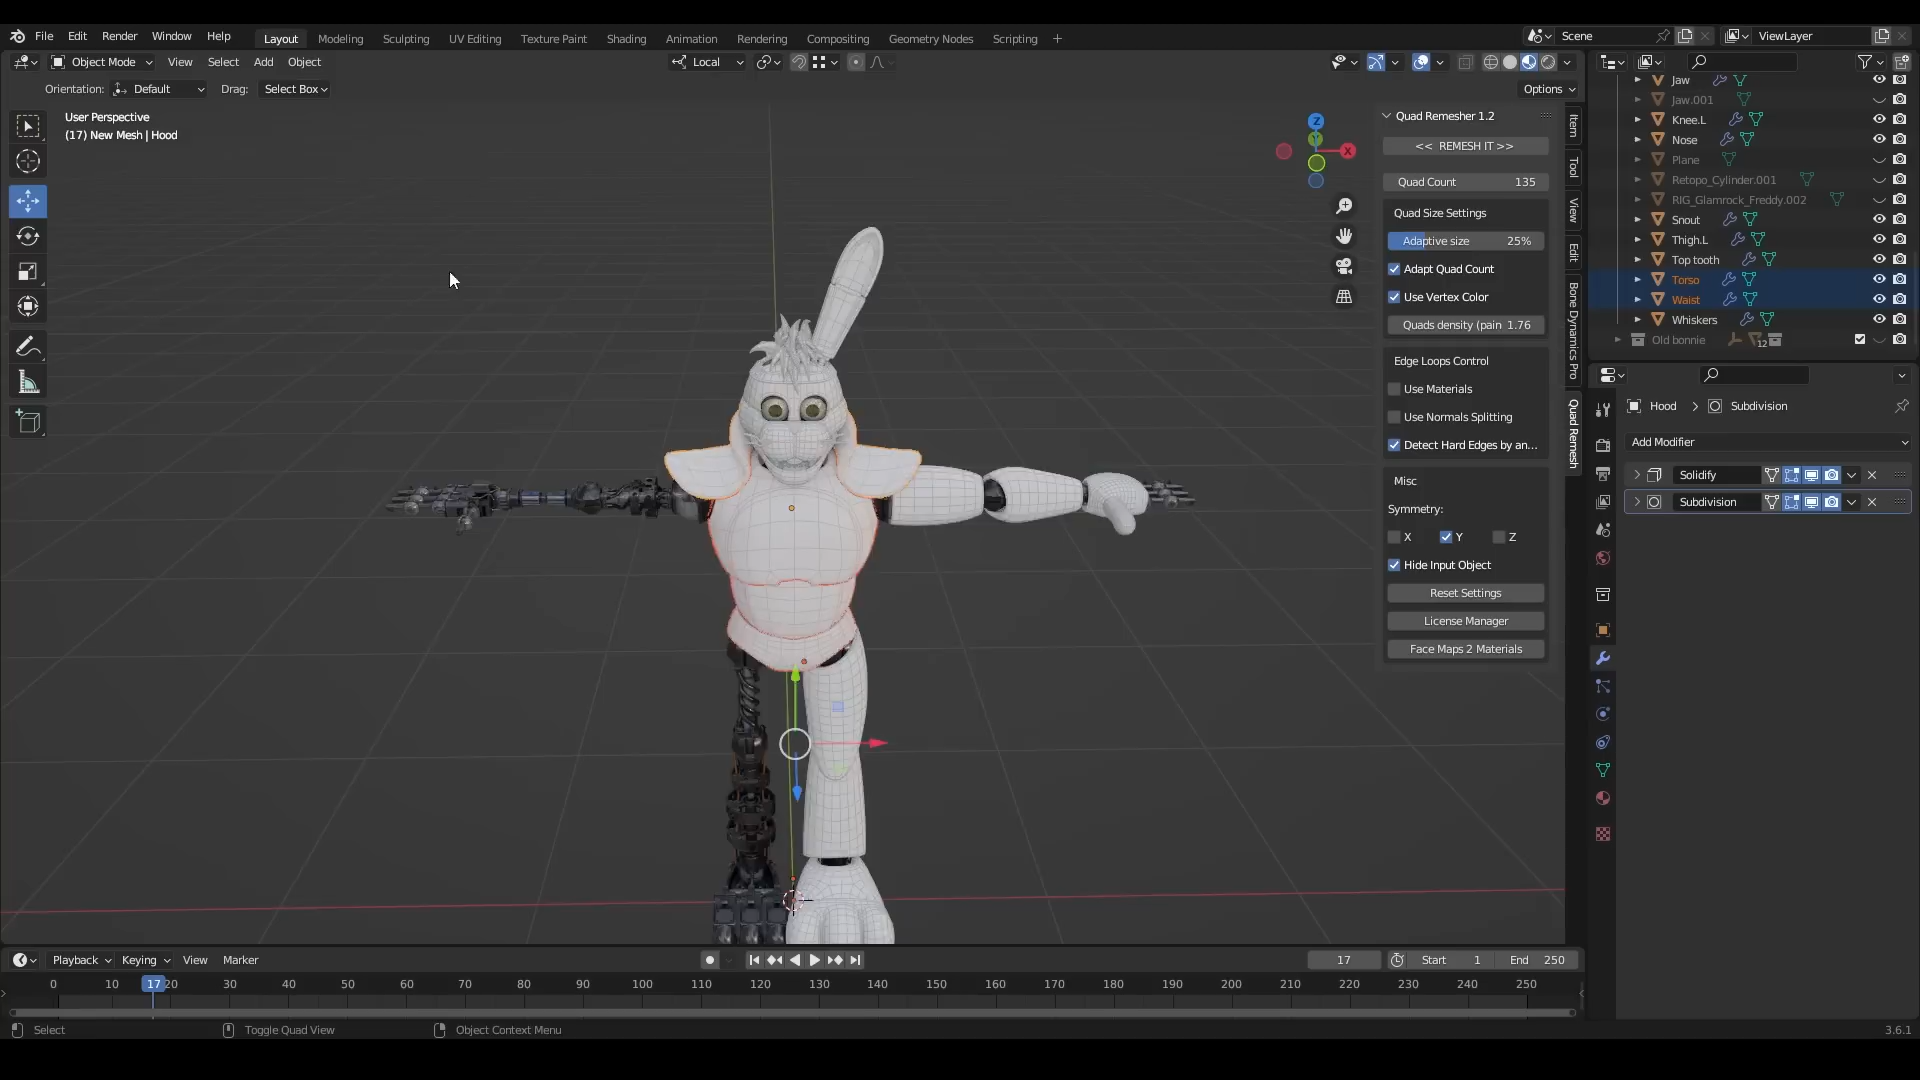 File Edit Render Window Help Layout Modeling Sculpting UV Editing Texture Paint Shading Animation Rendering Compositing Geometry Nodes Scripting + Scene ViewLayer
Object Mode View Select Add Object Local
Orientation: Default Drag: Select Box Options
User Perspective
(17) New Mesh | Hood
Z
Y
X
Quad Remesher 1.2
<< REMESH IT >>
Quad Count 135
Quad Size Settings
Adaptive size 25%
Adapt Quad Count
Use Vertex Color
Quads density (pain 1.76
Edge Loops Control
Use Materials
Use Normals Splitting
Detect Hard Edges by an...
Misc
Symmetry:
X Y Z
Hide Input Object
Reset Settings
License Manager
Face Maps 2 Materials
Item
Tool
View
Edit
Bone Dynamics Pro
Quad Remesh
Jaw
Jaw.001
Knee.L
Nose
Plane
Retopo_Cylinder.001
RIG_Glamrock_Freddy.002
Snout
Thigh.L
Top tooth
Torso
Waist
Whiskers
Old bonnie 12
Hood > Subdivision
Add Modifier
Solidify
Subdivision
Playback Keying View Marker 17 Start 1 End 250
0 10 17 20 30 40 50 60 70 80 90 100 110 120 130 140 150 160 170 180 190 200 210 220 230 240 250
Select Toggle Quad View Object Context Menu 3.6.1